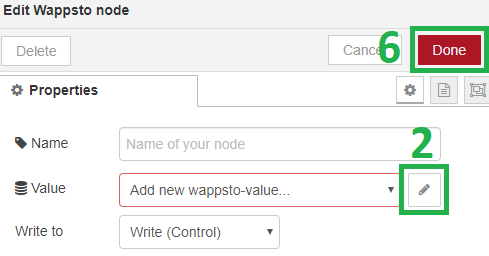 Edit Wappsto node
Delete Cance 6 Done
Properties
2
Name Name of your node
Value Add new wappsto-value...
Write to Write (Control)